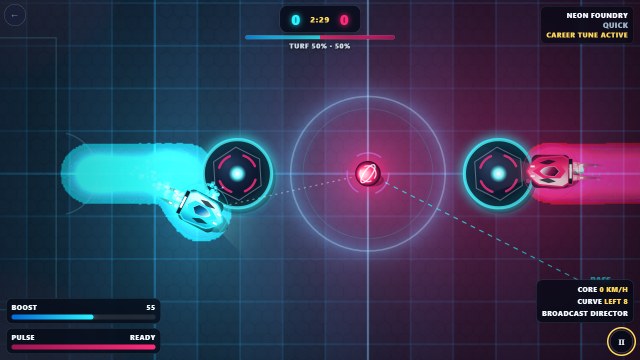 0 2:29 0
TURF 50% - 50%
NEON FOUNDRY
QUICK
CAREER TUNE ACTIVE
BOOST 55
PULSE READY
CORE 0 KM/H
CURVE LEFT 8
BROADCAST DIRECTOR